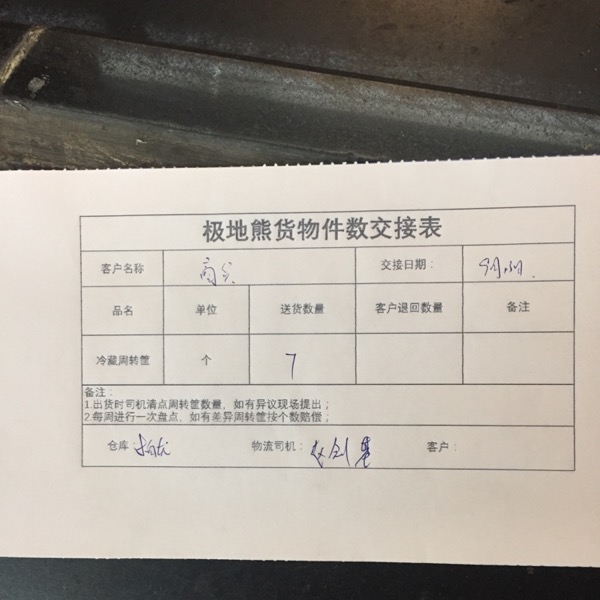 极地熊货物件数交接表
客户名称 交接日期：
品名 单位 送货数量 客户退回数量 备注
冷藏周转筐 个 7
备注：
1.出货时司机清点周转筐数量，如有异议现场提出；
2.每周进行一次盘点，如有差异周转筐按个数赔偿；
仓库 物流司机： 客户：